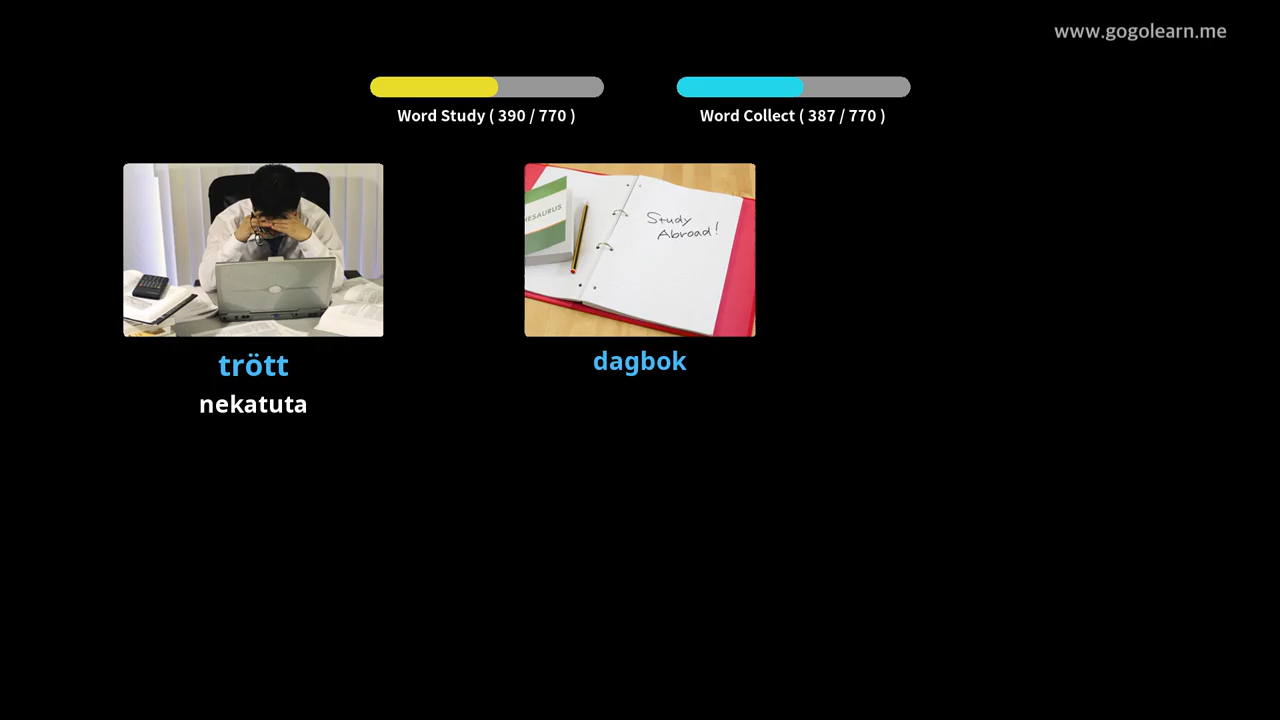 www.gogolearn.me
Word Study ( 390 / 770 )
Word Collect ( 387 / 770 )
HESAURUS
Study
Abroad!
trött
dagbok
nekatuta